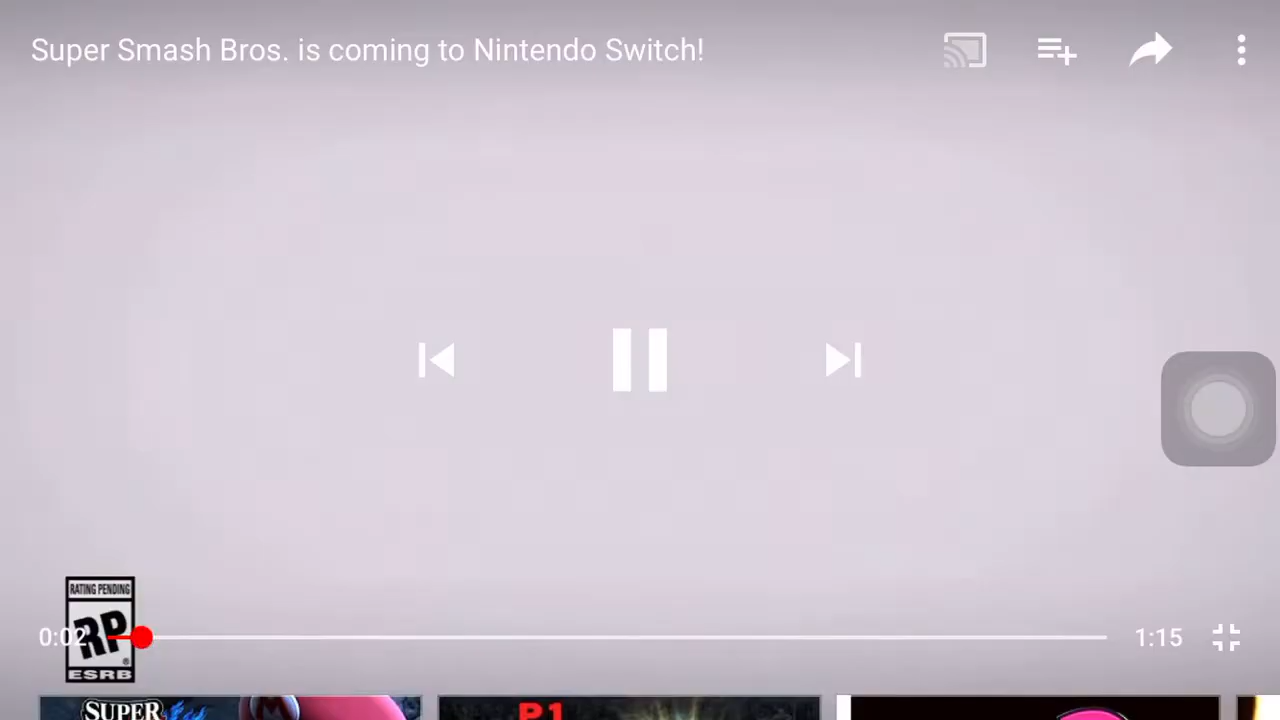 Super Smash Bros. is coming to Nintendo Switch!
RATING PENDING
RP
ESRB
0:02
1:15
SUPER
M
P1